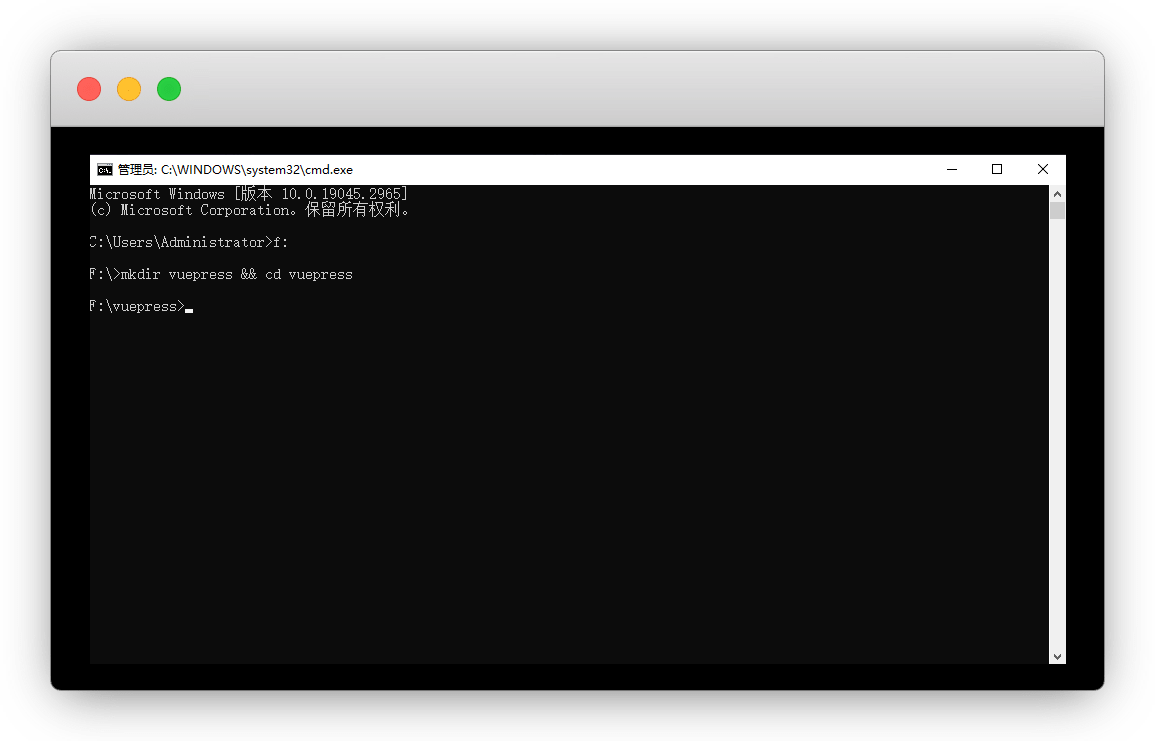 管理员: C:\WINDOWS\system32\cmd.exe
Microsoft Windows [版本 10.0.19045.2965]
(c) Microsoft Corporation。保留所有权利。
C:\Users\Administrator>f:
F:\>mkdir vuepress && cd vuepress
F:\vuepress>